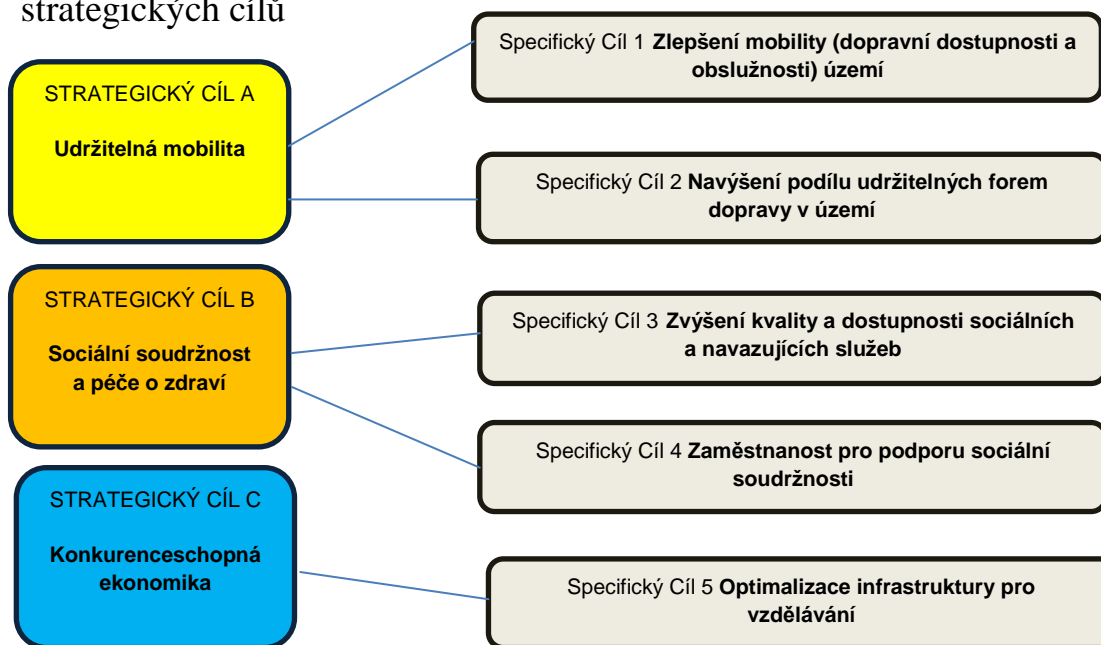 strategických cílů
STRATEGICKÝ CÍL A
Udržitelná mobilita
Specifický Cíl 1 Zlepšení mobility (dopravní dostupnosti a
obslužnosti) území
Specifický Cíl 2 Navýšení podílu udržitelných forem
dopravy v území
STRATEGICKÝ CÍL B
Sociální soudržnost
a péče o zdraví
Specifický Cíl 3 Zvýšení kvality a dostupnosti sociálních
a navazujících služeb
Specifický Cíl 4 Zaměstnanost pro podporu sociální
soudržnosti
STRATEGICKÝ CÍL C
Konkurenceschopná
ekonomika
Specifický Cíl 5 Optimalizace infrastruktury pro
vzdělávání